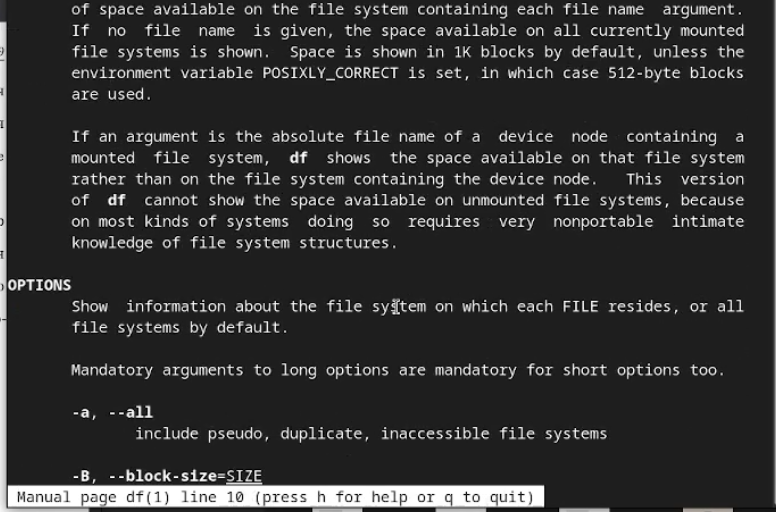 of space available on the file system containing each file name argument.
If no file name is given, the space available on all currently mounted
file systems is shown. Space is shown in 1K blocks by default, unless the
environment variable POSIXLY_CORRECT is set, in which case 512-byte blocks
are used.
If an argument is the absolute file name of a device node containing a
mounted file system, df shows the space available on that file system
rather than on the file system containing the device node. This version
of df cannot show the space available on unmounted file systems, because
on most kinds of systems doing so requires very nonportable intimate
knowledge of file system structures.
OPTIONS
Show information about the file system on which each FILE resides, or all
file systems by default.
Mandatory arguments to long options are mandatory for short options too.
-a, --all
include pseudo, duplicate, inaccessible file systems
-B, --block-size=SIZE
Manual page df(1) line 10 (press h for help or q to quit)